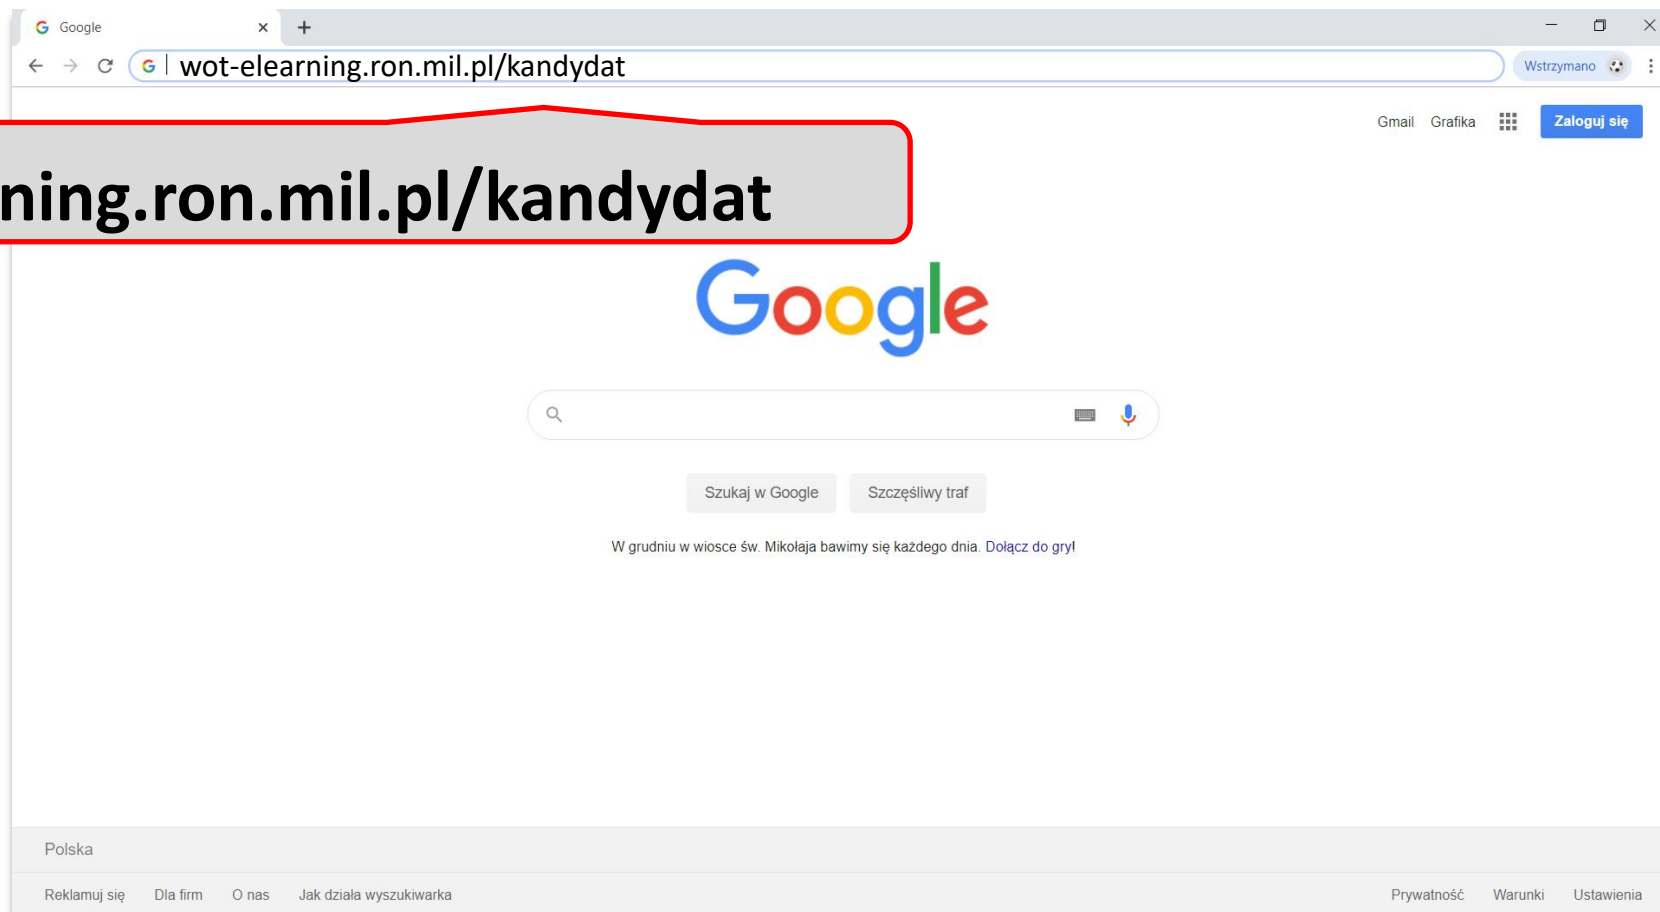 Google
wot-elearning.ron.mil.pl/kandydat
Wstrzymano
Gmail Grafika Zaloguj się
ning.ron.mil.pl/kandydat
Google
Szukaj w Google Szczęśliwy traf
W grudniu w wiosce św. Mikołaja bawimy się każdego dnia. Dołącz do gry!
Polska
Reklamuj się Dla firm O nas Jak działa wyszukiwarka Prywatność Warunki Ustawienia